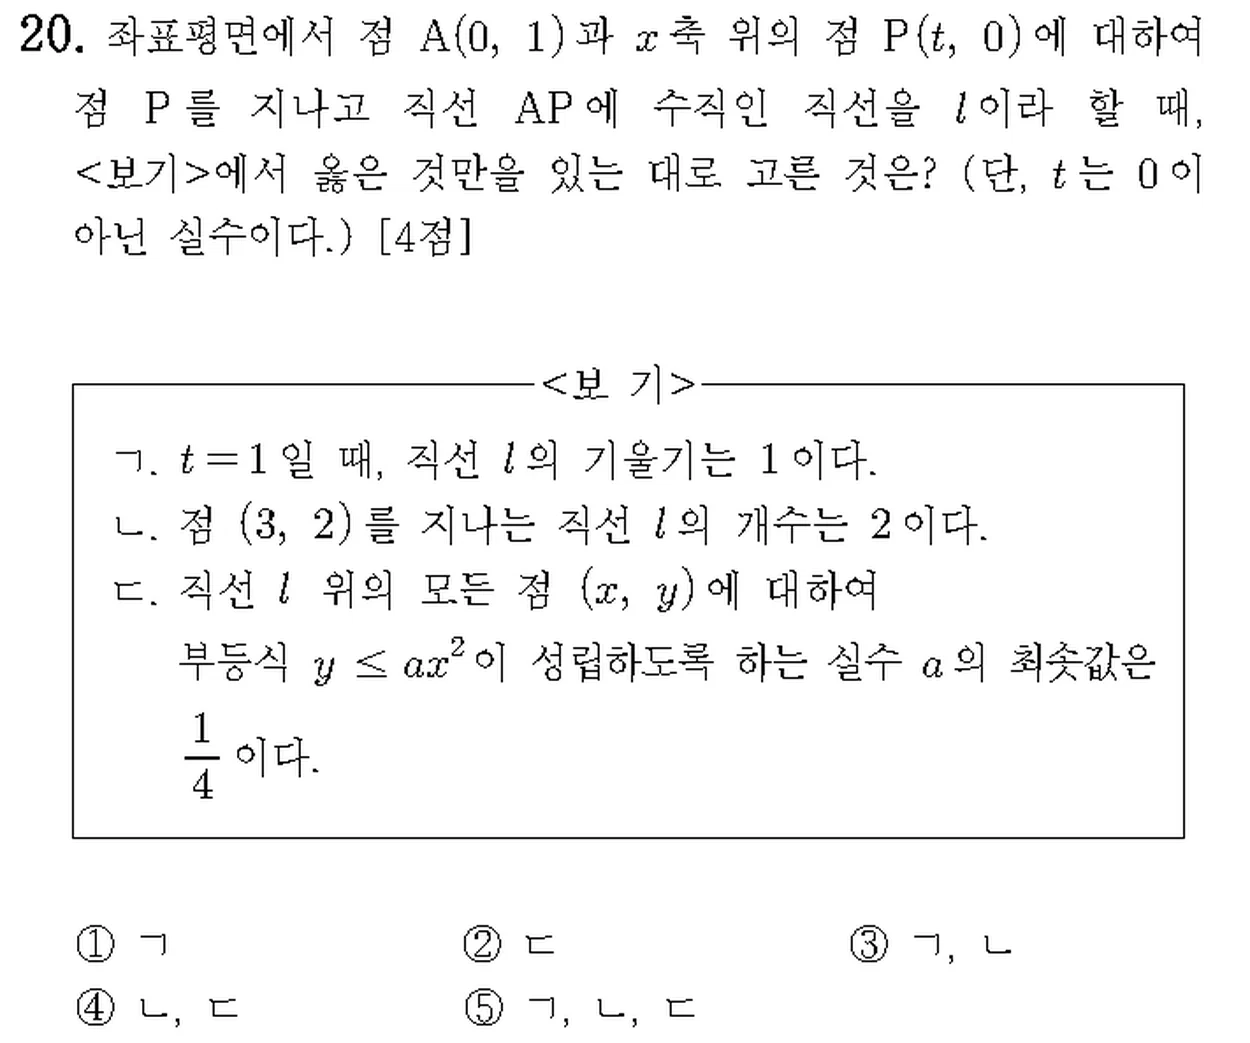 20. 좌표평면에서 점 A(0, 1)과 x축 위의 점 P(t, 0)에 대하여
점 P를 지나고 직선 AP에 수직인 직선을 l이라 할 때,
<보기>에서 옳은 것만을 있는 대로 고른 것은? (단, t는 0이
아닌 실수이다.) [4점]
<보 기>
ㄱ. t=1일 때, 직선 l의 기울기는 1이다.
ㄴ. 점 (3, 2)를 지나는 직선 l의 개수는 2이다.
ㄷ. 직선 l 위의 모든 점 (x, y)에 대하여
부등식 y ≤ ax²이 성립하도록 하는 실수 a의 최솟값은
1/4이다.
① ㄱ ② ㄷ ③ ㄱ, ㄴ
④ ㄴ, ㄷ ⑤ ㄱ, ㄴ, ㄷ